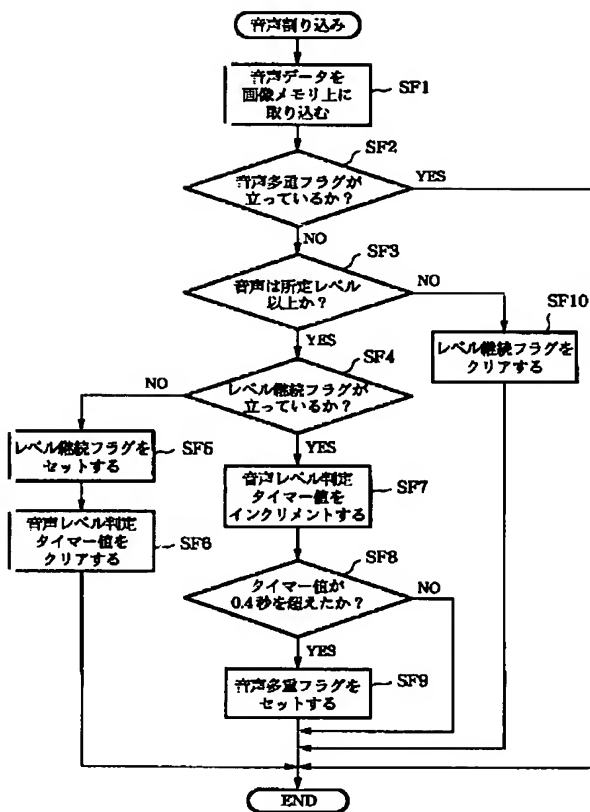 音声割り込み
音声データを
画像メモリ上に
取り込む
SF1
SF2
音声多重フラグが
立っているか？
YES
NO
SF3
音声は所定レベル
以上か？
NO
YES
SF10
レベル継続フラグを
クリアする
SF4
レベル継続フラグが
立っているか？
NO
YES
レベル継続フラグを
セットする
SF5
音声レベル判定
タイマー値を
クリアする
SF6
音声レベル判定
タイマー値を
インクリメントする
SF7
SF8
タイマー値が
0.4秒を超えたか？
NO
YES
音声多重フラグを
セットする
SF9
END